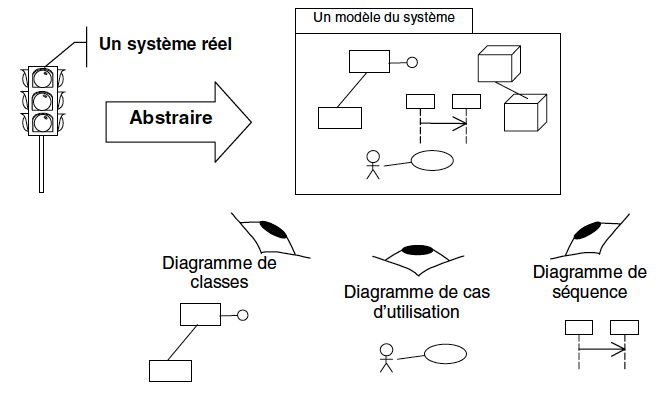 Un modèle du système
Un système réel
Abstraire
Diagramme de
classes
Diagramme de cas
d'utilisation
Diagramme de
séquence